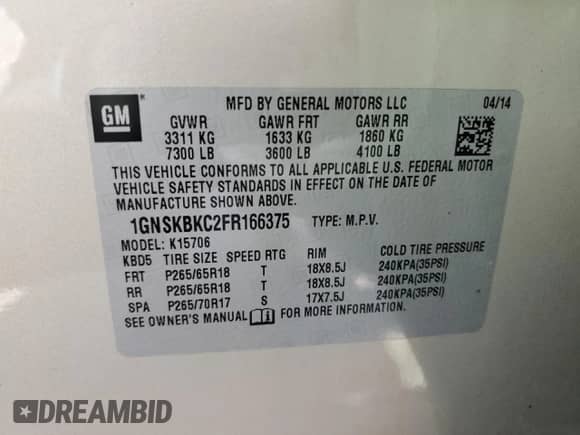 GM ®
MFD BY GENERAL MOTORS LLC 04/14
GVWR GAWR FRT GAWR RR
3311 KG 1633 KG 1860 KG
7300 LB 3600 LB 4100 LB
THIS VEHICLE CONFORMS TO ALL APPLICABLE U.S. FEDERAL MOTOR
VEHICLE SAFETY STANDARDS IN EFFECT ON THE DATE OF
MANUFACTURE SHOWN ABOVE.
1GNSKBKC2FR166375 TYPE: M.P.V.
MODEL: K15706
KBD5 TIRE SIZE SPEED RTG RIM COLD TIRE PRESSURE
FRT P265/65R18 T 18X8.5J 240KPA(35PSI)
RR P265/65R18 T 18X8.5J 240KPA(35PSI)
SPA P265/70R17 S 17X7.5J 240KPA(35PSI)
SEE OWNER'S MANUAL FOR MORE INFORMATION.
DREAMBID